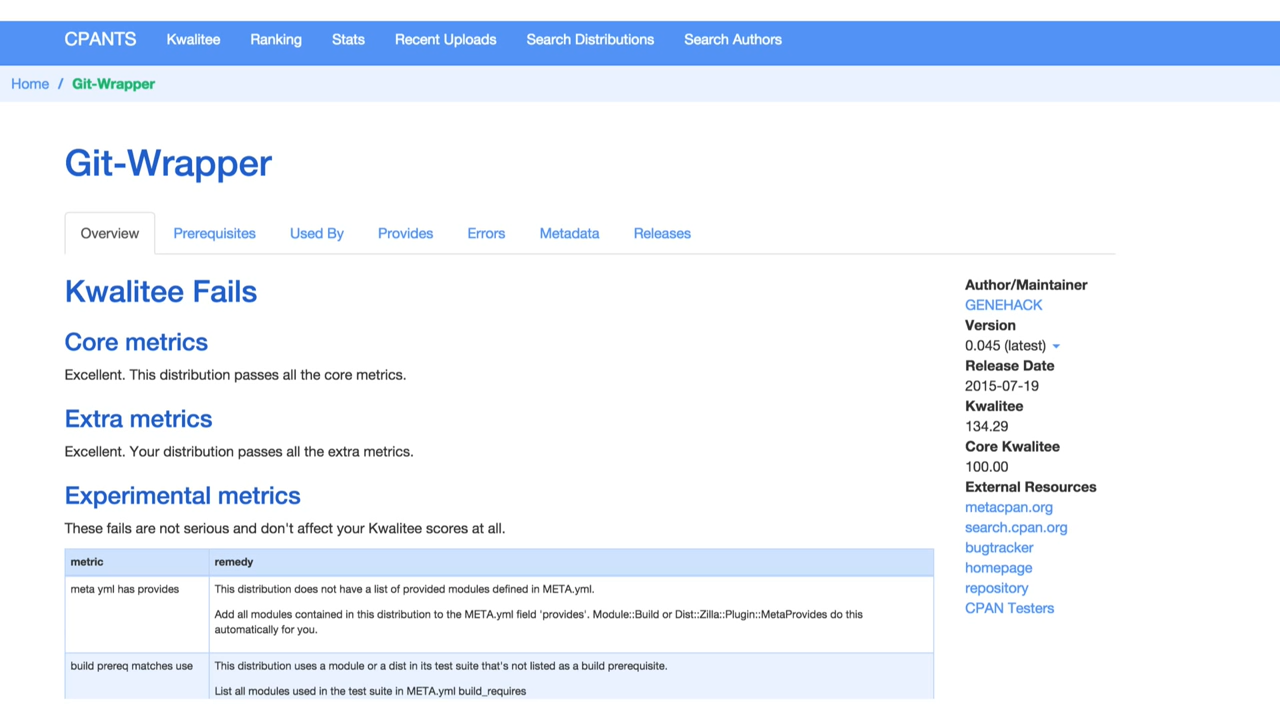 CPANTS Kwalitee Ranking Stats Recent Uploads Search Distributions Search Authors
Home / Git-Wrapper
Git-Wrapper
Overview Prerequisites Used By Provides Errors Metadata Releases
Kwalitee Fails
Core metrics
Excellent. This distribution passes all the core metrics.
Extra metrics
Excellent. Your distribution passes all the extra metrics.
Experimental metrics
These fails are not serious and don't affect your Kwalitee scores at all.
metric remedy
meta yml has provides This distribution does not have a list of provided modules defined in META.yml.
Add all modules contained in this distribution to the META.yml field 'provides'. Module::Build or Dist::Zilla::Plugin::MetaProvides do this
automatically for you.
build prereq matches use This distribution uses a module or a dist in its test suite that's not listed as a build prerequisite.
List all modules used in the test suite in META.yml build_requires
Author/Maintainer
GENEHACK
Version
0.045 (latest)
Release Date
2015-07-19
Kwalitee
134.29
Core Kwalitee
100.00
External Resources
metacpan.org
search.cpan.org
bugtracker
homepage
repository
CPAN Testers